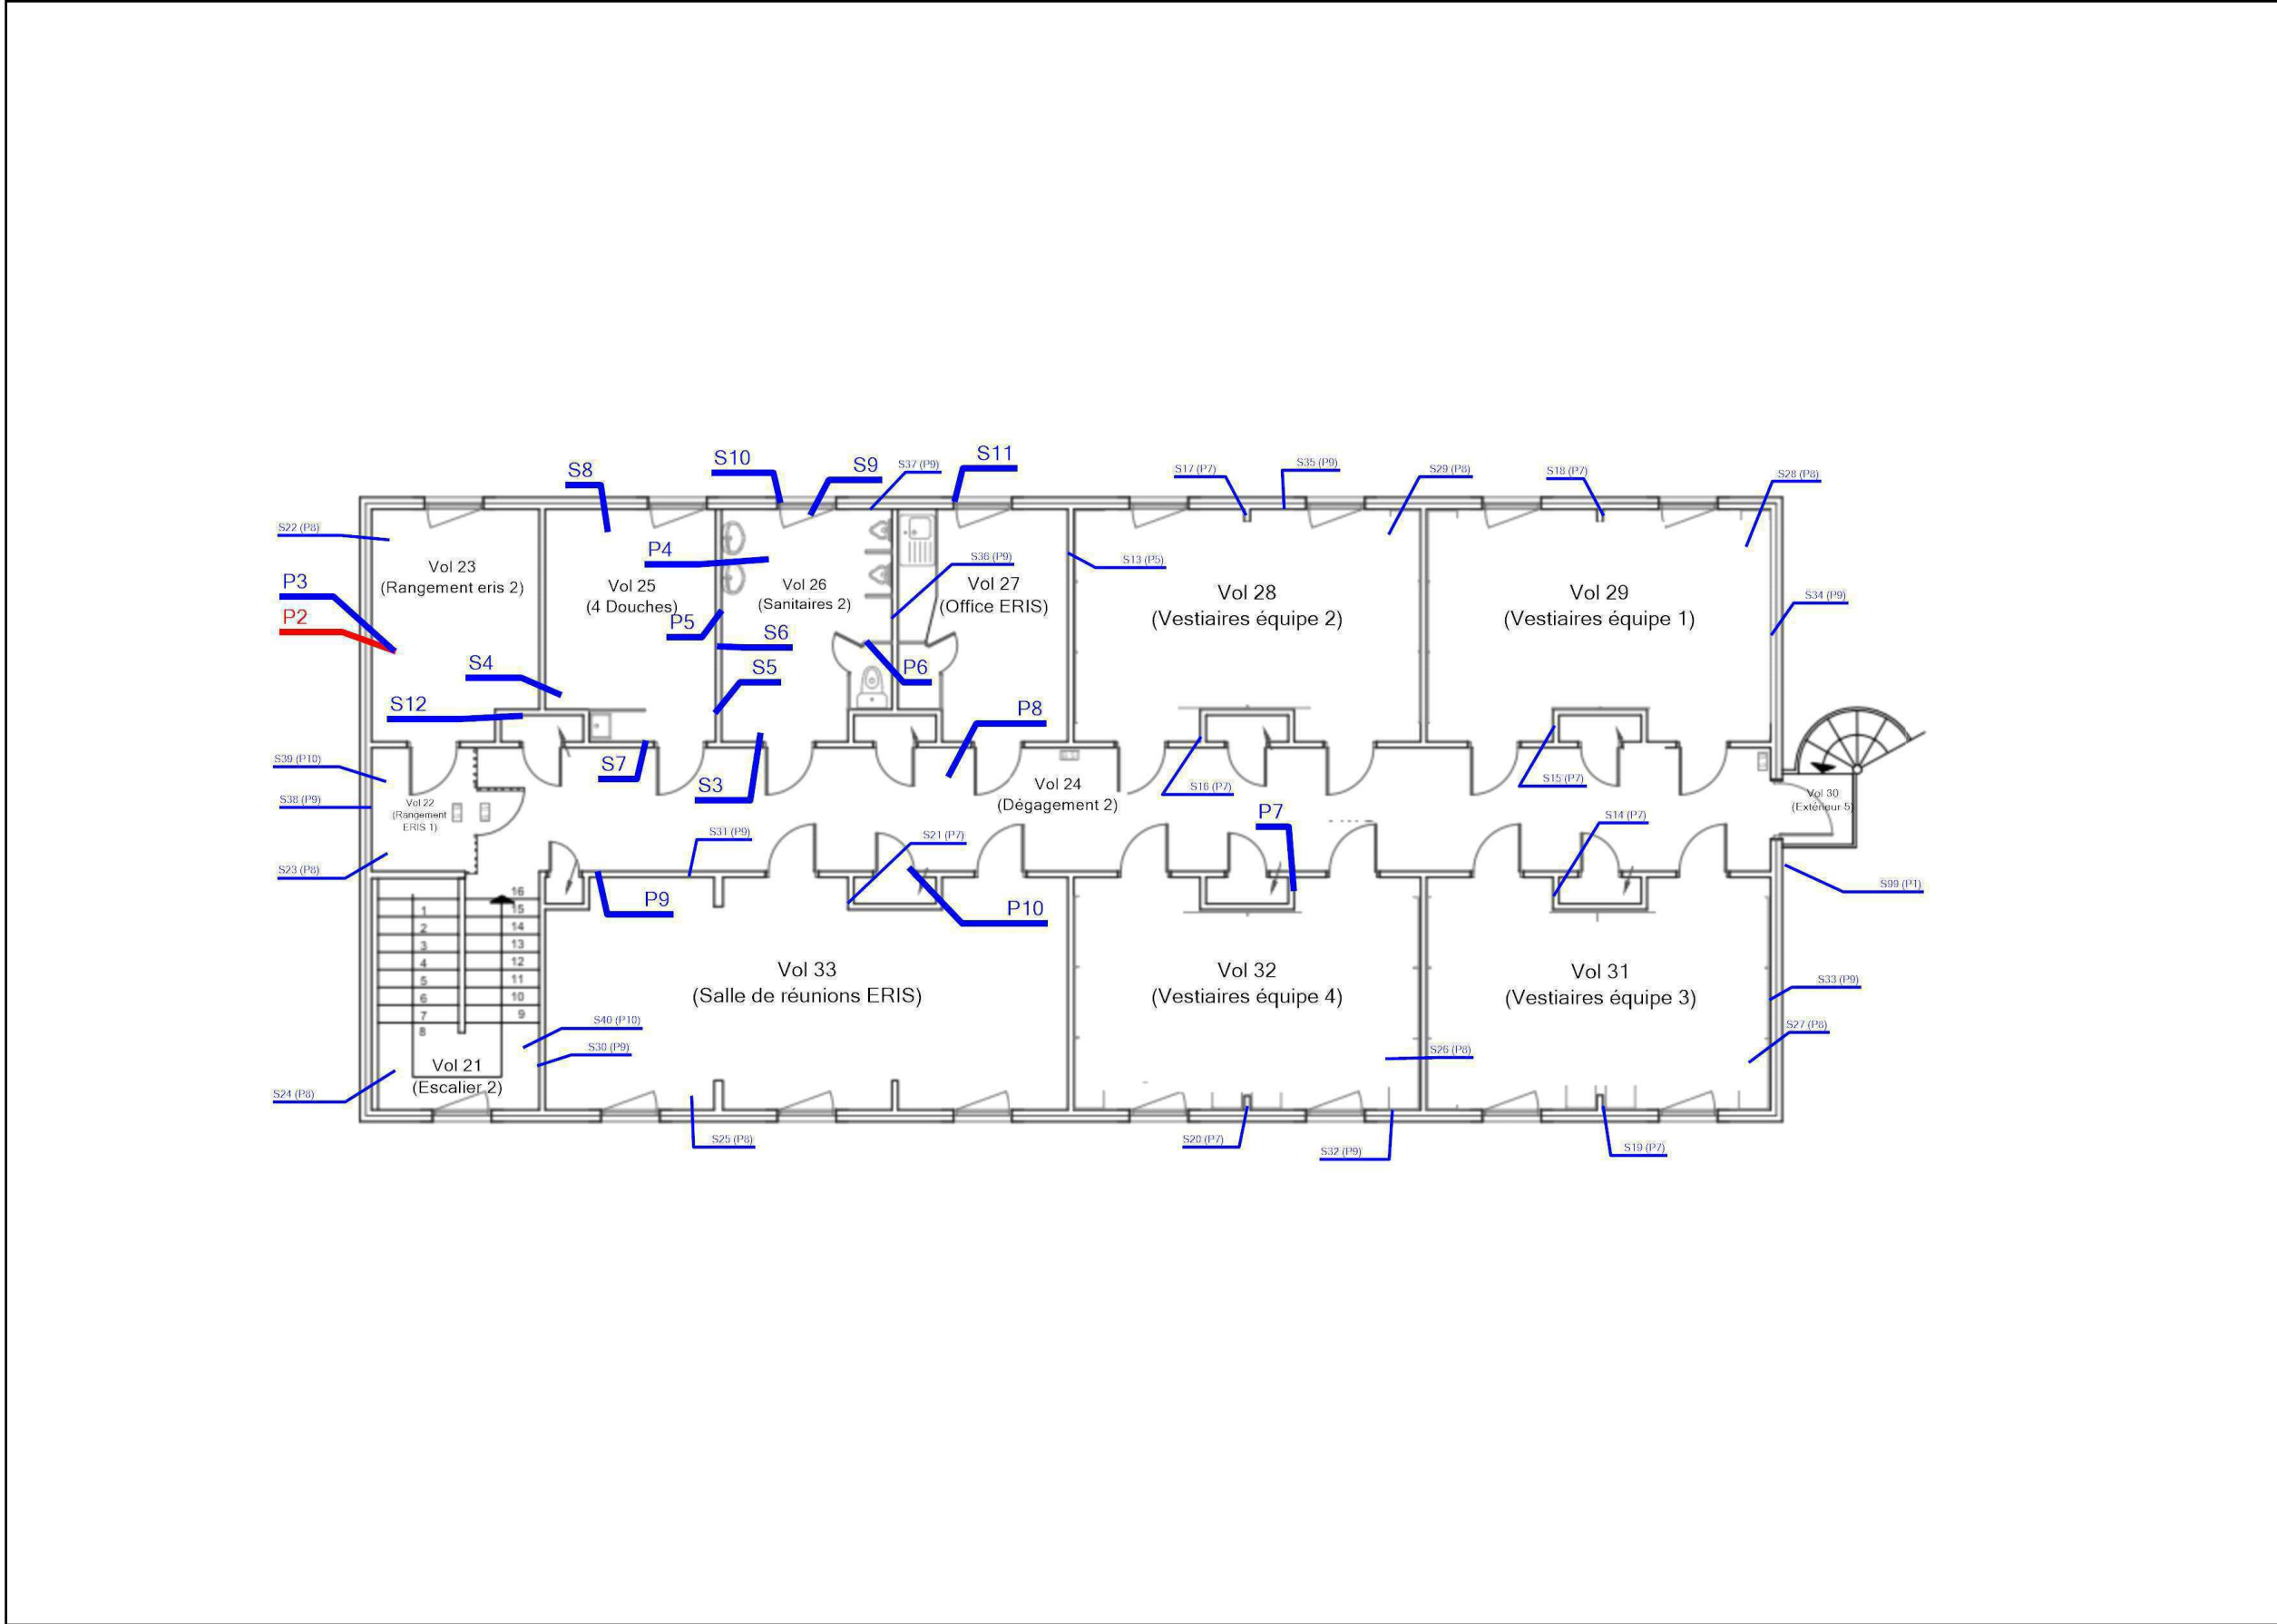 S11
S10
S9
S37 (P9)
S8
S17 (P7)
S35 (P9)
S29 (P8)
S18 (P7)
S28 (P8)
S22 (P8)
P4
S36 (P9)
S13 (P5)
Vol 23
(Rangement eris 2)
P3
P2
Vol 25
(4 Douches)
Vol 26
(Sanitaires 2)
Vol 27
(Office ERIS)
Vol 28
(Vestiaires équipe 2)
Vol 29
(Vestiaires équipe 1)
S34 (P9)
P5
S6
S4
S5
P6
S12
P8
S39 (P10)
S7
S3
S38 (P9)
Vol 22
(Rangement
ERIS 1)
Vol 24
(Dégagement 2)
S16 (P7)
S15 (P7)
Vol 30
(Extérieur 5)
P7
S14 (P7)
S31 (P9)
S21 (P7)
S23 (P8)
S99 (P1)
P9
P10
16
15
14
13
12
11
10
9
1
2
3
4
5
6
7
8
Vol 33
(Salle de réunions ERIS)
Vol 32
(Vestiaires équipe 4)
Vol 31
(Vestiaires équipe 3)
S33 (P9)
S40 (P10)
S30 (P9)
S27 (P8)
S26 (P8)
Vol 21
(Escalier 2)
S24 (P8)
S25 (P8)
S20 (P7)
S32 (P9)
S19 (P7)